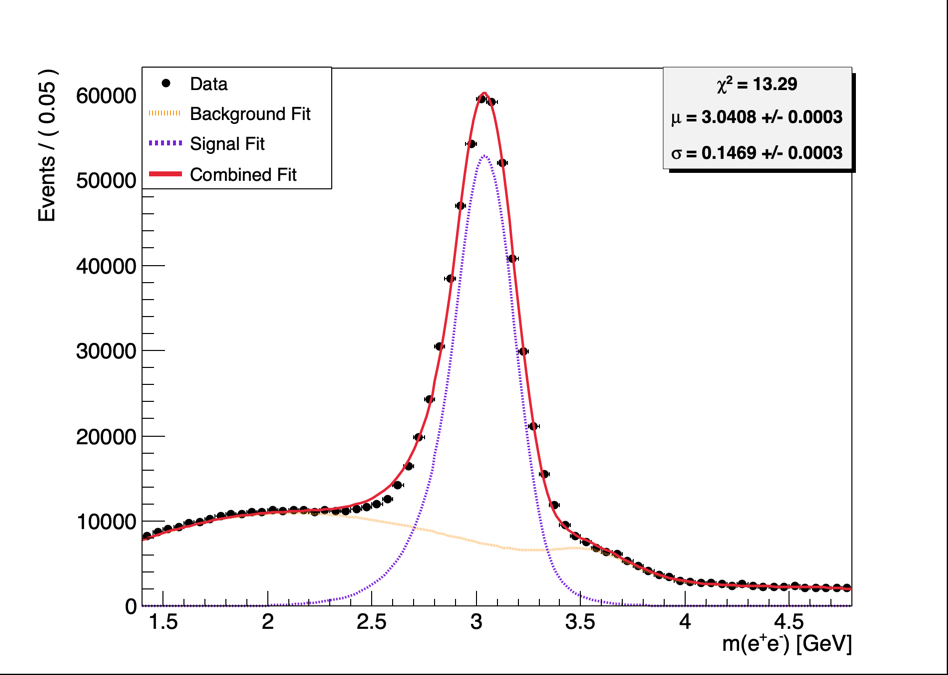 Data
Background Fit
Signal Fit
Combined Fit
χ² = 13.29
μ = 3.0408 +/- 0.0003
σ = 0.1469 +/- 0.0003
Events / ( 0.05 )
60000
50000
40000
30000
20000
10000
0
1.5 2 2.5 3 3.5 4 4.5
m(e⁺e⁻) [GeV]